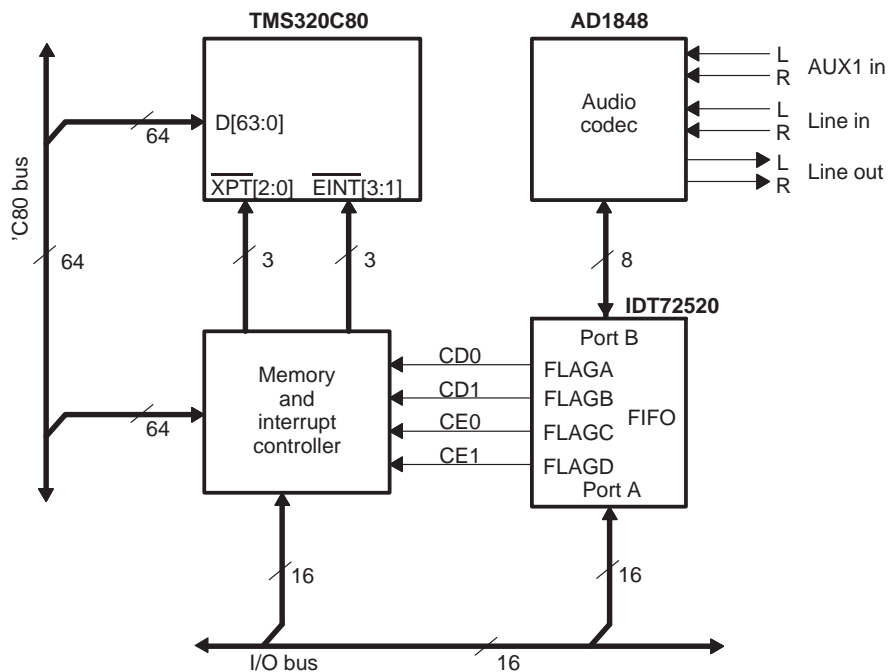 TMS320C80
AD1848
L
R
AUX1 in
Audio
codec
L
R
Line in
L
R
Line out
D[63:0]
64
XPT[2:0]
EINT[3:1]
'C80 bus
64
3
3
8
IDT72520
Port B
Memory
and
interrupt
controller
64
CD0
CD1
CE0
CE1
FLAGA
FLAGB
FLAGC
FLAGD
FIFO
Port A
16
16
I/O bus
16